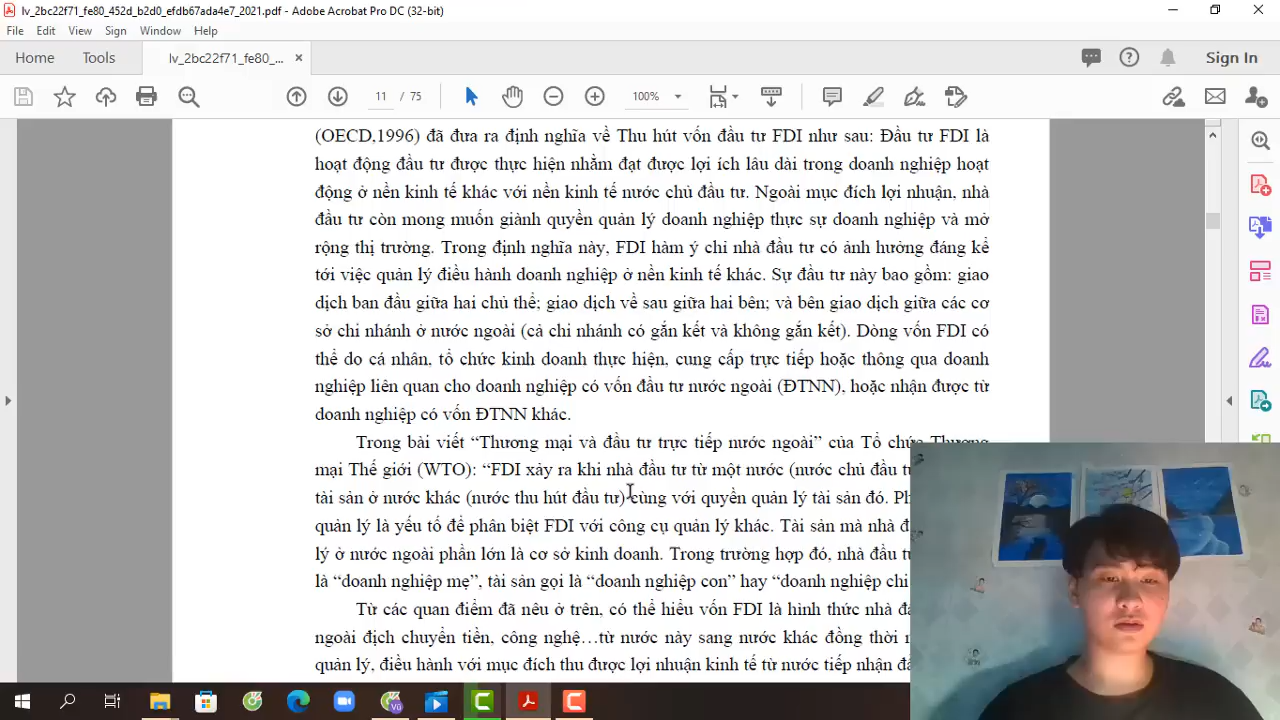 lv_2bc22f71_fe80_452d_b2d0_efdb67ada4e7_2021.pdf - Adobe Acrobat Pro DC (32-bit)
File Edit View Sign Window Help
Home Tools lv_2bc22f71_fe80_... × Sign In
11 / 75 100%
(OECD,1996) đã đưa ra định nghĩa về Thu hút vốn đầu tư FDI như sau: Đầu tư FDI là
hoạt động đầu tư được thực hiện nhằm đạt được lợi ích lâu dài trong doanh nghiệp hoạt
động ở nền kinh tế khác với nền kinh tế nước chủ đầu tư. Ngoài mục đích lợi nhuận, nhà
đầu tư còn mong muốn giành quyền quản lý doanh nghiệp thực sự doanh nghiệp và mở
rộng thị trường. Trong định nghĩa này, FDI hàm ý chỉ nhà đầu tư có ảnh hưởng đáng kể
tới việc quản lý điều hành doanh nghiệp ở nền kinh tế khác. Sự đầu tư này bao gồm: giao
dịch ban đầu giữa hai chủ thể; giao dịch về sau giữa hai bên; và bên giao dịch giữa các cơ
sở chi nhánh ở nước ngoài (cả thi nhánh có gắn kết và không gắn kết). Dòng vốn FDI có
thể do cá nhân, tổ chức kinh doanh thực hiện, cung cấp trực tiếp hoặc thông qua doanh
nghiệp liên quan cho doanh nghiệp có vốn đầu tư nước ngoài (ĐTNN), hoặc nhận được từ
doanh nghiệp có vốn ĐTNN khác.
Trong bài viết “Thương mại và đầu tư trực tiếp nước ngoài” của Tổ chức Thương
mại Thế giới (WTO): “FDI xảy ra khi nhà đầu tư từ một nước (nước chủ đầu
tài sản ở nước khác (nước thu hút đầu tư) cùng với quyền quản lý tài sản đó.
quản lý là yếu tố để phân biệt FDI với công cụ quản lý khác. Tài sản mà nhà
lý ở nước ngoài phần lớn là cơ sở kinh doanh. Trong trường hợp đó, nhà đầu
là “doanh nghiệp mẹ”, tài sản gọi là “doanh nghiệp con” hay “doanh nghiệp chi
Từ các quan điểm đã nêu ở trên, có thể hiểu vốn FDI là hình thức nhà
ngoài dịch chuyển tiền, công nghệ…từ nước này sang nước khác đồng thời
quản lý, điều hành với mục đích thu được lợi nhuận kinh tế từ nước tiếp nhận